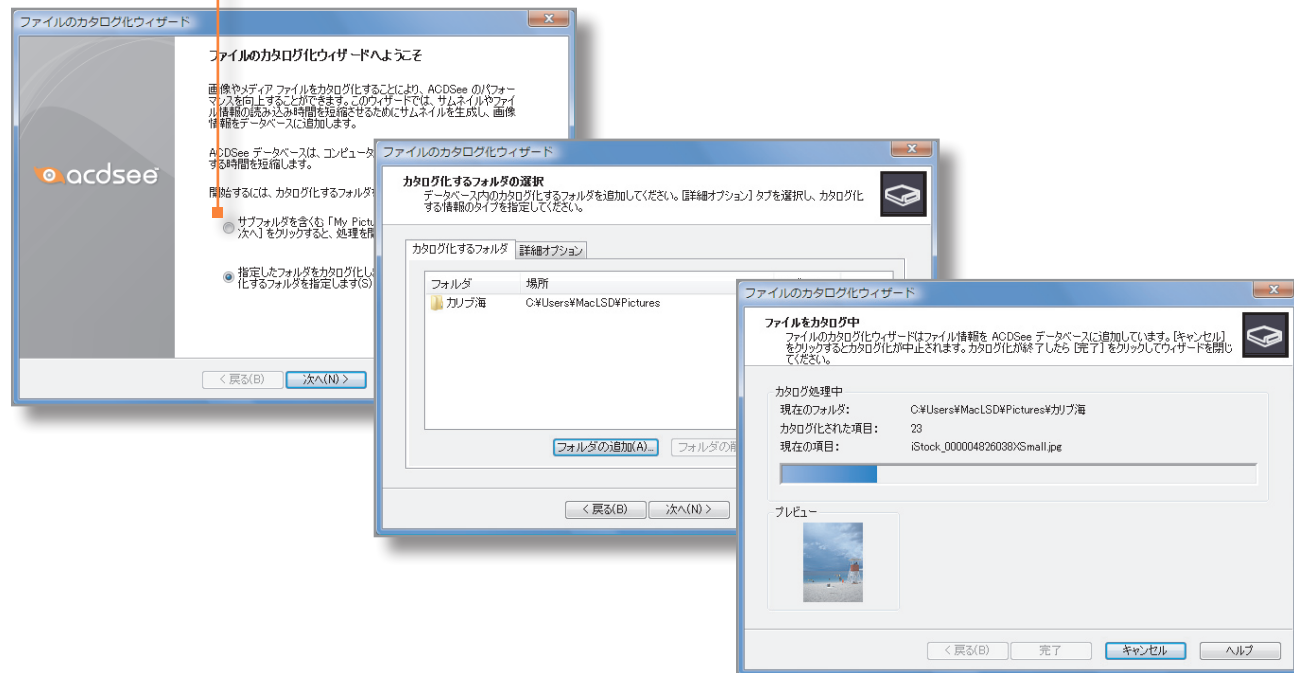 ファイルのカタログ化ウィザード
ファイルのカタログ化ウィザードへようこそ
画像やメディア ファイルをカタログ化することにより、ACDSee のパフォー
マンスを向上することができます。このウィザードでは、サムネイルやファイ
ル情報の読み込み時間を短縮させるためにサムネイルを生成し、画像
情報をデータベースに追加します。
ACDSee データベースは、コンピュータ
する時間を短縮します。
開始するには、カタログ化するフォルダを
サブフォルダを含む「My Pictu
次へ] をクリックすると、処理を開
指定したフォルダをカタログ化し
化するフォルダを指定します(S)
acdsee
< 戻る(B)
次へ(N) >
ファイルのカタログ化ウィザード
カタログ化するフォルダの選択
データベース内のカタログ化するフォルダを追加してください。[詳細オプション] タブを選択し、カタログ化
する情報のタイプを指定してください。
カタログ化するフォルダ
詳細オプション
フォルダ 場所
カリブ海 C:¥Users¥MacLSD¥Pictures
フォルダの追加(A)...
フォルダの削
< 戻る(B)
次へ(N) >
ファイルのカタログ化ウィザード
ファイルをカタログ中
ファイルのカタログ化ウィザードはファイル情報を ACDSee データベースに追加しています。[キャンセル]
をクリックするとカタログ化が中止されます。カタログ化が終了したら [完了] をクリックしてウィザードを閉じ
てください。
カタログ処理中
現在のフォルダ: C:¥Users¥MacLSD¥Pictures¥カリブ海
カタログ化された項目: 23
現在の項目: iStock_000004826038XSmall.jpg
プレビュー
< 戻る(B)
完了
キャンセル
ヘルプ